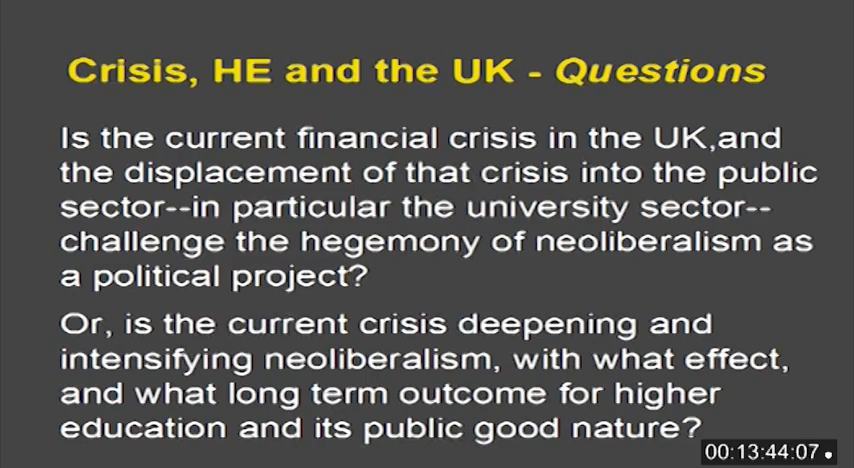 Crisis, HE and the UK - Questions
Is the current financial crisis in the UK,and
the displacement of that crisis into the public
sector--in particular the university sector--
challenge the hegemony of neoliberalism as
a political project?
Or, is the current crisis deepening and
intensifying neoliberalism, with what effect,
and what long term outcome for higher
education and its public good nature?
00:13:44:07